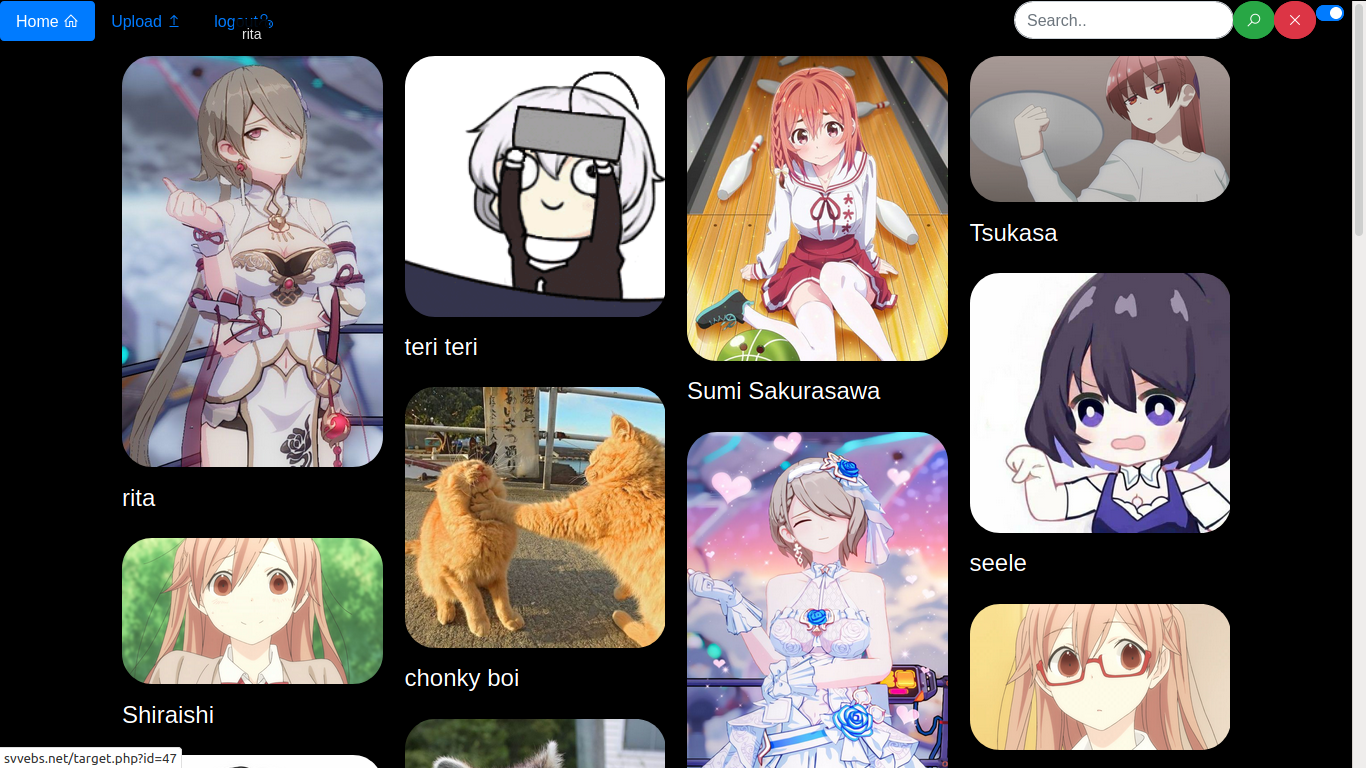 Home Upload logout
rita
Search..
rita
teri teri
Sumi Sakurasawa
Tsukasa
seele
chonky boi
Shiraishi
svvebs.net/target.php?id=47